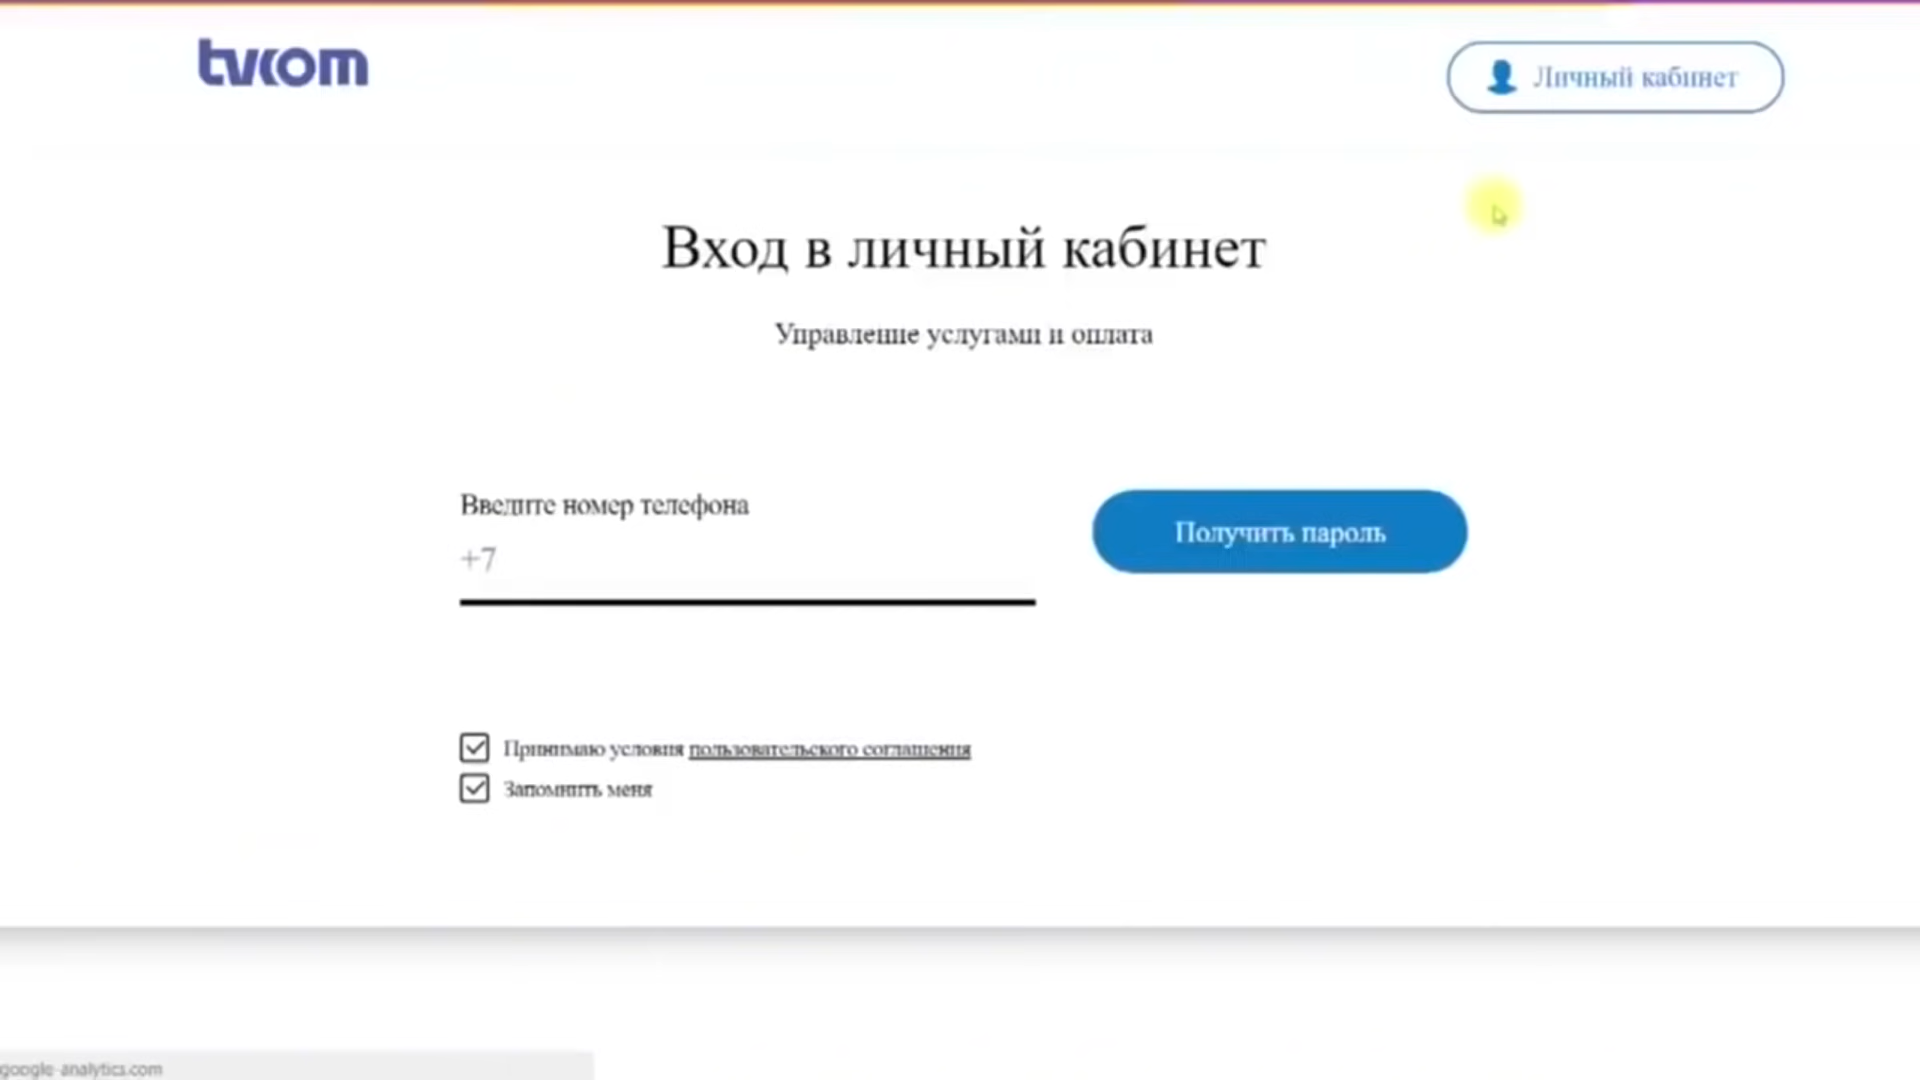 tvcom
Личный кабинет
Вход в личный кабинет
Управление услугами и оплата
Введите номер телефона
+7
Получить пароль
Принимаю условия пользовательского соглашения
Запомнить меня
google-analytics.com